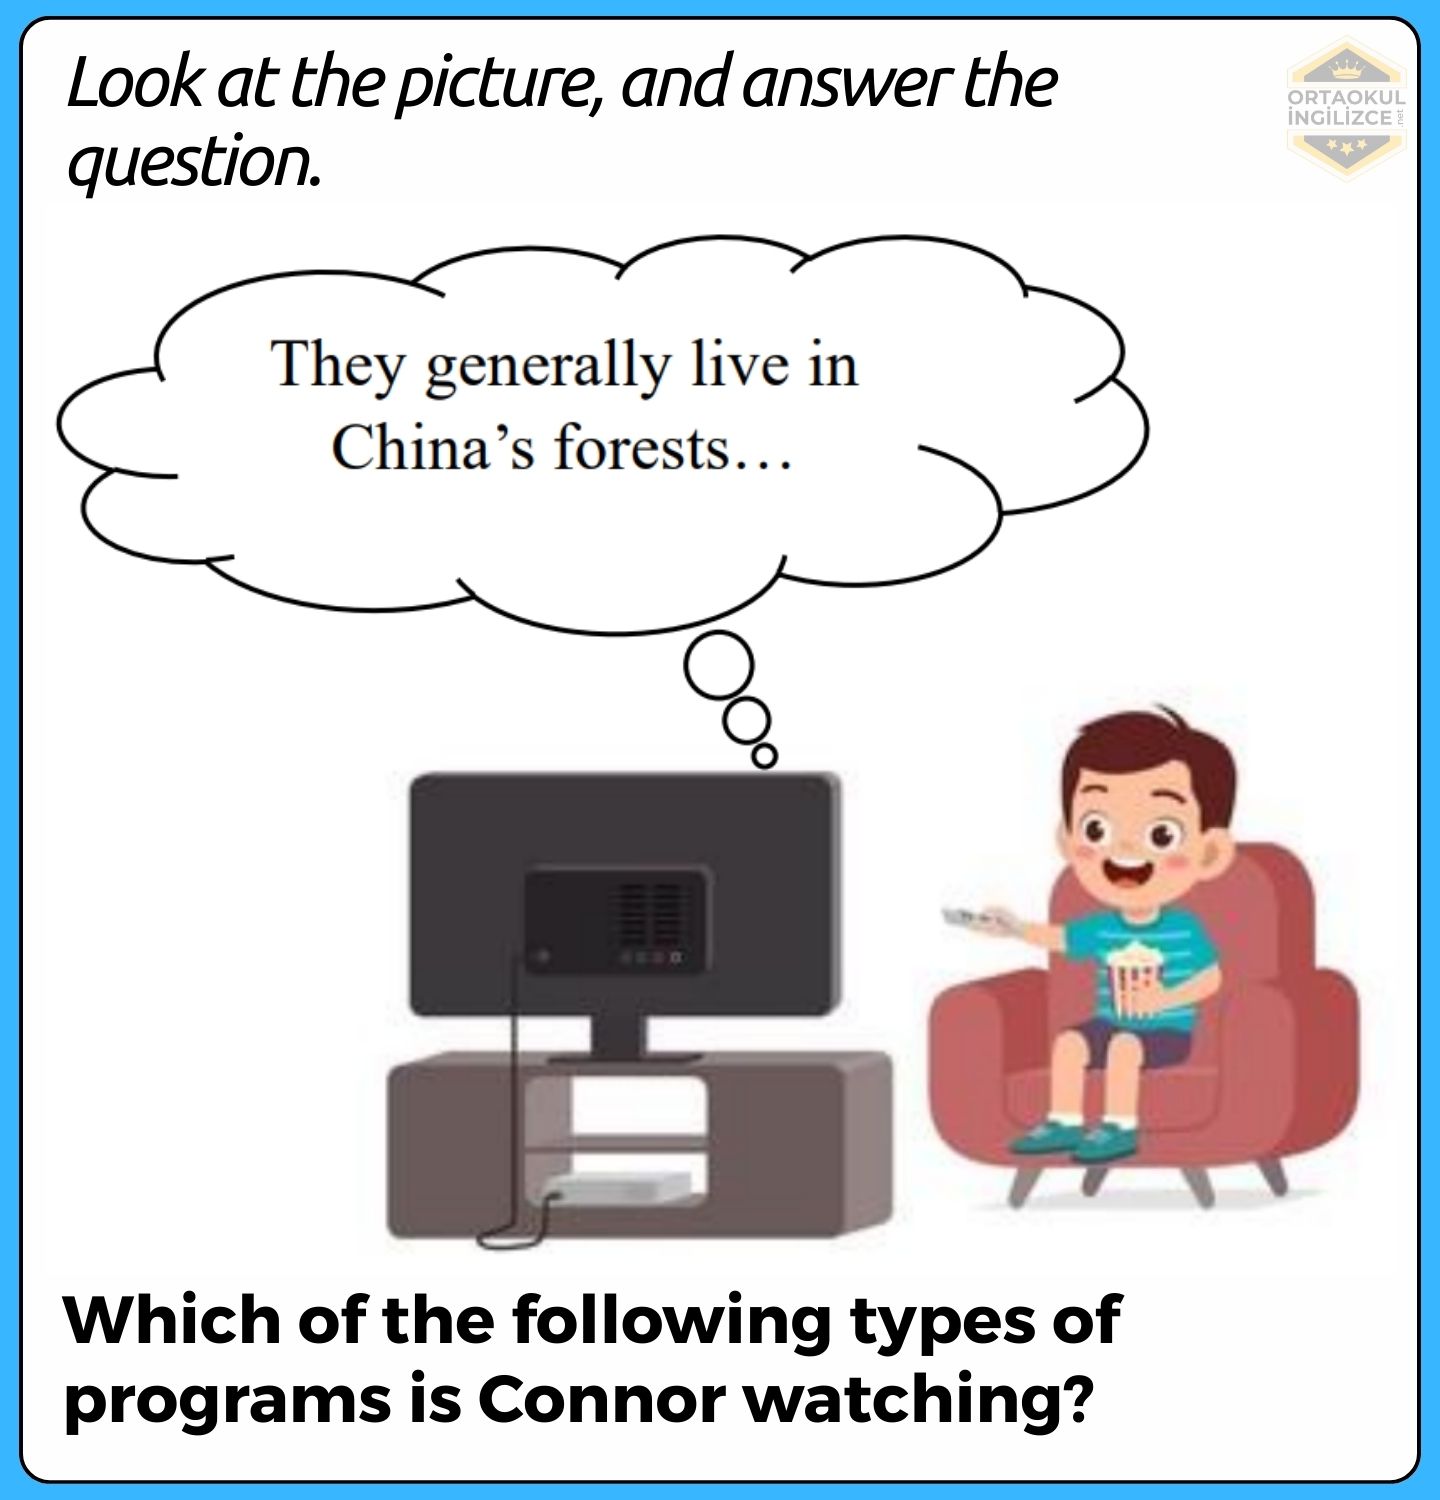 Look at the picture, and answer the
question.
ORTAOKUL
İNGİLİZCE.net
They generally live in
China’s forests…
Which of the following types of
programs is Connor watching?